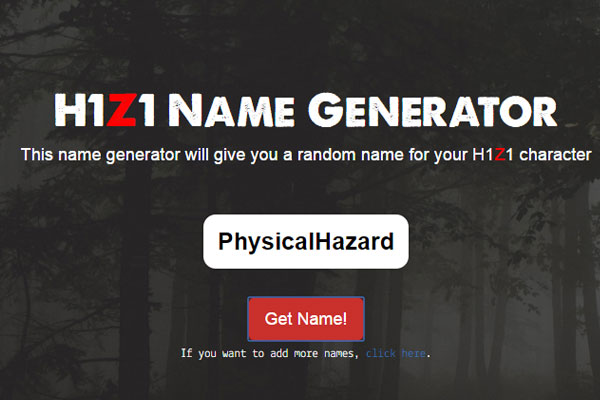 H1Z1 Name Generator
This name generator will give you a random name for your H1Z1 character
PhysicalHazard
Get Name!
If you want to add more names, click here.